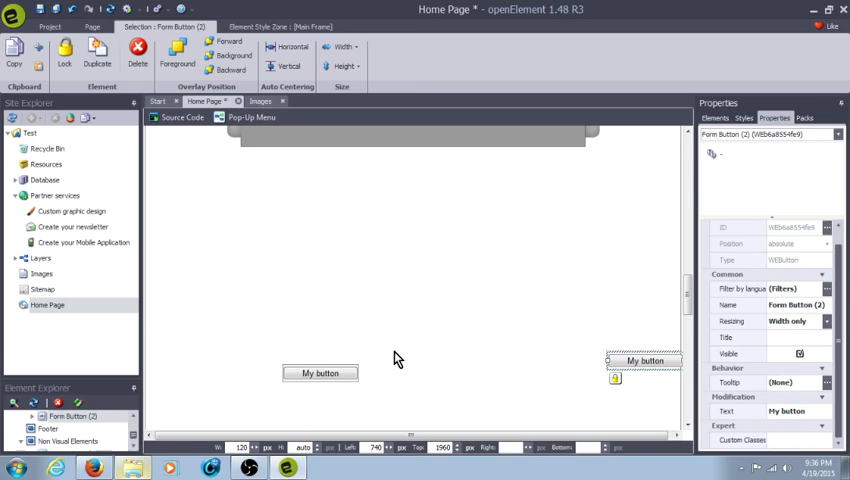 Home Page * - openElement 1.48 R3
Project
Page
Selection : Form Button (2)
Element Style Zone : [Main Frame]
Like
Copy
Lock
Duplicate
Delete
Foreground
Forward
Background
Backward
Horizontal
Vertical
Width
Height
Clipboard
Element
Overlay Position
Auto Centering
Size
Site Explorer
Test
Recycle Bin
Resources
Database
Partner services
Custom graphic design
Create your newsletter
Create your Mobile Application
Layers
Images
Sitemap
Home Page
Element Explorer
Form Button (2)
Footer
Non Visual Elements
Start
Home Page *
Images
Source Code
Pop-Up Menu
My button
My button
W: 120 px H: auto Left: 740 px Top: 1960 px Right: px Bottom: px
Properties
Elements
Styles
Properties
Packs
Form Button (2) (WEb6a8554fe9)
-
ID WEb6a8554fe9
Position absolute
Type WEButton
Common
Filter by langua (Filters)
Name Form Button (2)
Resizing Width only
Title
Visible
Behavior
Tooltip (None)
Modification
Text My button
Expert
Custom Classes
9:36 PM
4/19/2015